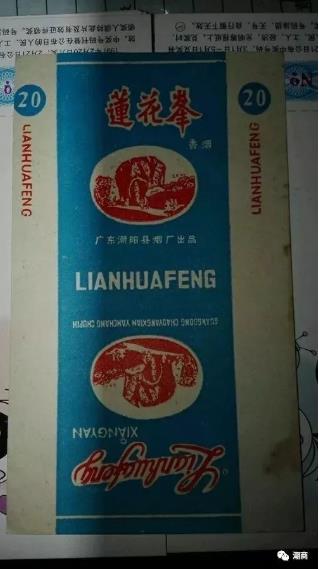 20
20
蓮花峯
香烟
LIANHUAFENG
LIANHUAFENG
广东潮阳县烟厂出品
LIANHUAFENG
GUANGDONG CHAOYANGXIAN YANCHANG CHUPIN
XIANGYAN
Lianhuafeng
潮商